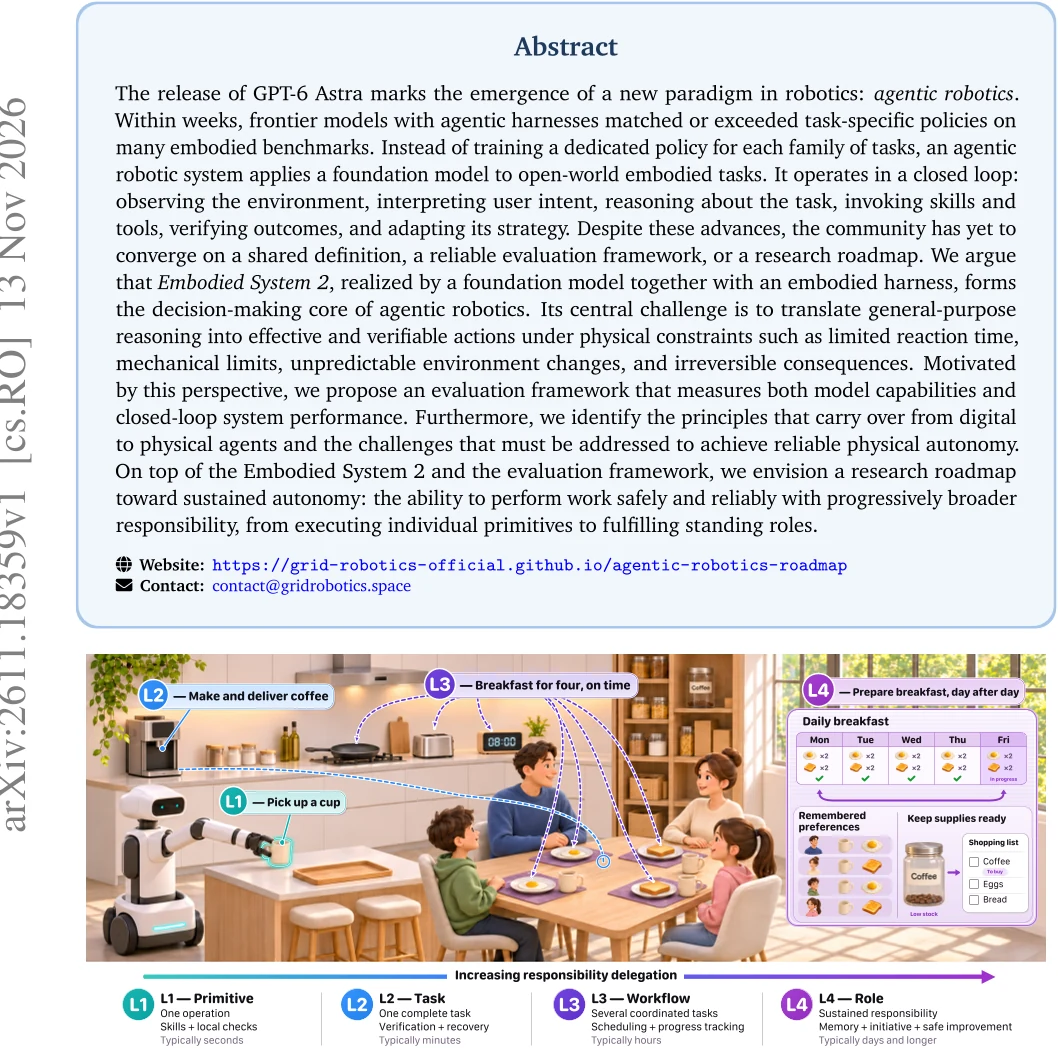 arXiv:2611.18359v1 [cs.RO] 13 Nov 2026
Abstract
The release of GPT-6 Astra marks the emergence of a new paradigm in robotics: agentic robotics.
Within weeks, frontier models with agentic harnesses matched or exceeded task-specific policies on
many embodied benchmarks. Instead of training a dedicated policy for each family of tasks, an agentic
robotic system applies a foundation model to open-world embodied tasks. It operates in a closed loop:
observing the environment, interpreting user intent, reasoning about the task, invoking skills and
tools, verifying outcomes, and adapting its strategy. Despite these advances, the community has yet to
converge on a shared definition, a reliable evaluation framework, or a research roadmap. We argue
that Embodied System 2, realized by a foundation model together with an embodied harness, forms
the decision-making core of agentic robotics. Its central challenge is to translate general-purpose
reasoning into effective and verifiable actions under physical constraints such as limited reaction time,
mechanical limits, unpredictable environment changes, and irreversible consequences. Motivated
by this perspective, we propose an evaluation framework that measures both model capabilities and
closed-loop system performance. Furthermore, we identify the principles that carry over from digital
to physical agents and the challenges that must be addressed to achieve reliable physical autonomy.
On top of the Embodied System 2 and the evaluation framework, we envision a research roadmap
toward sustained autonomy: the ability to perform work safely and reliably with progressively broader
responsibility, from executing individual primitives to fulfilling standing roles.
Website: https://grid-robotics-official.github.io/agentic-robotics-roadmap
Contact: contact@gridrobotics.space
L2 — Make and deliver coffee
L3 — Breakfast for four, on time
Coffee
08:00
L1 — Pick up a cup
L4 — Prepare breakfast, day after day
Daily breakfast
Mon Tue Wed Thu Fri
×2 ×2 ×2 ×2 ×2
×2 ×2 ×2 ×2 ×2
In progress
Remembered
preferences
Keep supplies ready
Coffee
Low stock
Shopping list
Coffee
To buy
Eggs
Bread
Increasing responsibility delegation
L1 L1 — Primitive
One operation
Skills + local checks
Typically seconds
L2 L2 — Task
One complete task
Verification + recovery
Typically minutes
L3 L3 — Workflow
Several coordinated tasks
Scheduling + progress tracking
Typically hours
L4 L4 — Role
Sustained responsibility
Memory + initiative + safe improvement
Typically days and longer